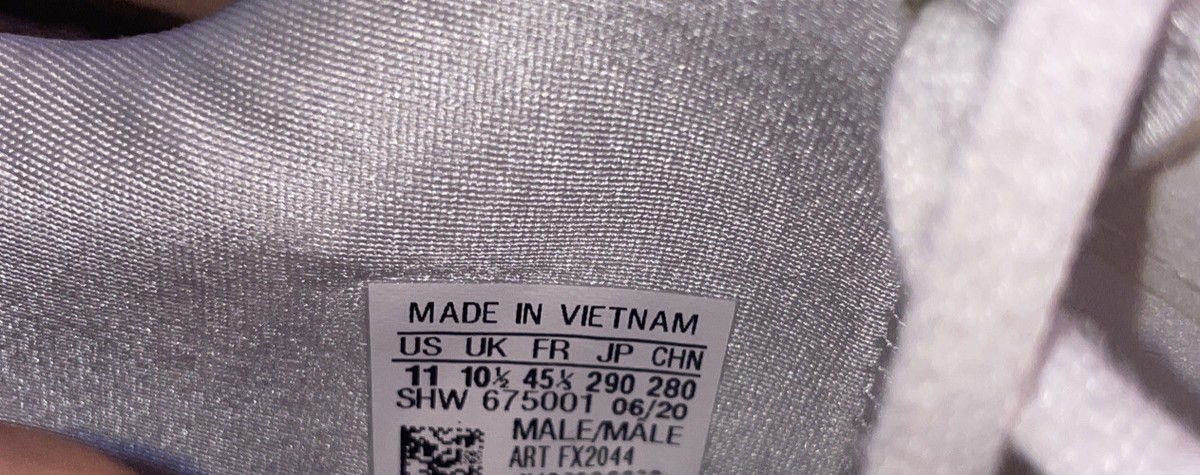 MADE IN VIETNAM
US UK FR JP CHN
11 10½ 45⅓ 290 280
SHW 675001 06/20
MALE/MÂLE
ART FX2044